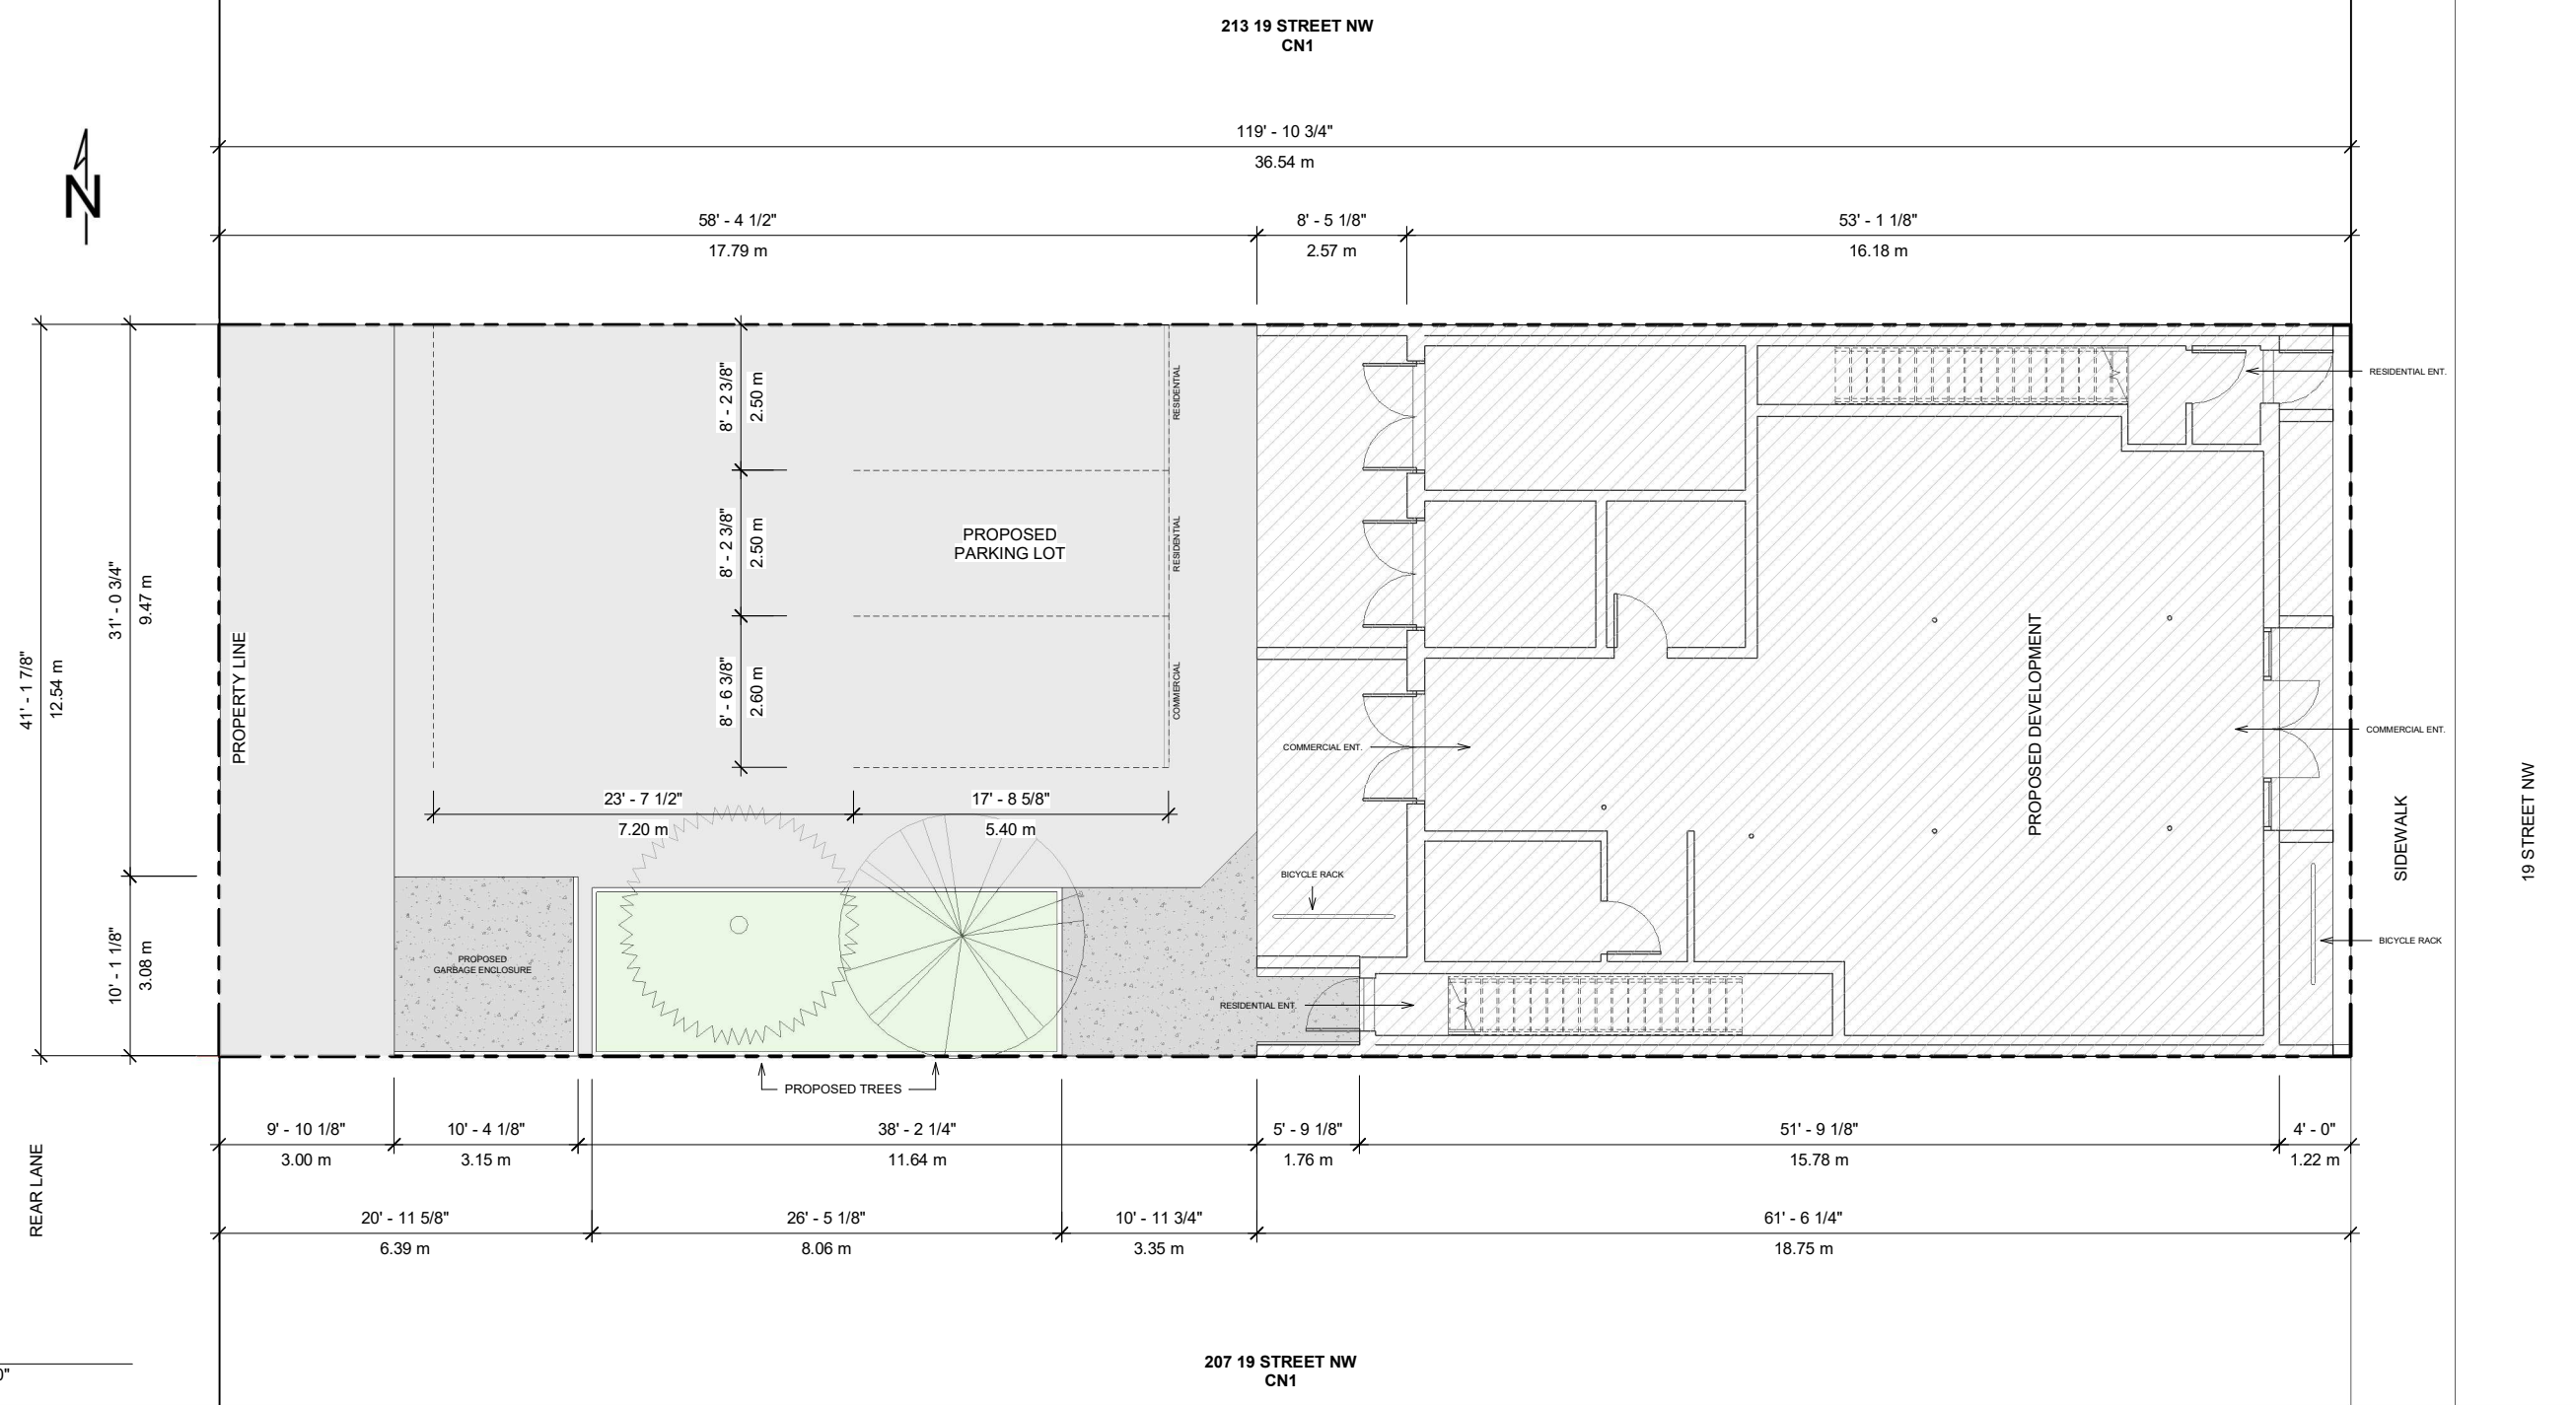 213 19 STREET NW
CN1
119' - 10 3/4"
36.54 m
N
58' - 4 1/2"
17.79 m
8' - 5 1/8"
2.57 m
53' - 1 1/8"
16.18 m
8' - 2 3/8"
2.50 m
RESIDENTIAL
RESIDENTIAL ENT.
8' - 2 3/8"
2.50 m
PROPOSED
PARKING LOT
RESIDENTIAL
31' - 0 3/4"
9.47 m
41' - 1 7/8"
12.54 m
PROPERTY LINE
8' - 6 3/8"
2.60 m
COMMERCIAL
COMMERCIAL ENT.
PROPOSED DEVELOPMENT
COMMERCIAL ENT.
SIDEWALK
19 STREET NW
23' - 7 1/2"
7.20 m
17' - 8 5/8"
5.40 m
BICYCLE RACK
BICYCLE RACK
10' - 1 1/8"
3.08 m
PROPOSED
GARBAGE ENCLOSURE
RESIDENTIAL ENT.
PROPOSED TREES
9' - 10 1/8"
3.00 m
10' - 4 1/8"
3.15 m
38' - 2 1/4"
11.64 m
5' - 9 1/8"
1.76 m
51' - 9 1/8"
15.78 m
4' - 0"
1.22 m
REAR LANE
20' - 11 5/8"
6.39 m
26' - 5 1/8"
8.06 m
10' - 11 3/4"
3.35 m
61' - 6 1/4"
18.75 m
207 19 STREET NW
CN1